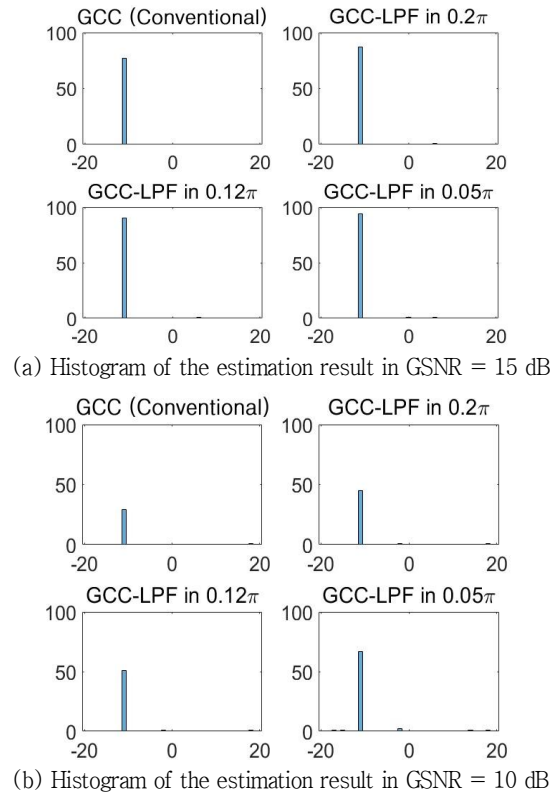 GCC (Conventional)
GCC-LPF in 0.2π
100
50
0
-20 0 20
100
50
0
-20 0 20
GCC-LPF in 0.12π
GCC-LPF in 0.05π
100
50
0
-20 0 20
100
50
0
-20 0 20
(a) Histogram of the estimation result in GSNR = 15 dB
GCC (Conventional)
GCC-LPF in 0.2π
100
50
0
-20 0 20
100
50
0
-20 0 20
GCC-LPF in 0.12π
GCC-LPF in 0.05π
100
50
0
-20 0 20
100
50
0
-20 0 20
(b) Histogram of the estimation result in GSNR = 10 dB